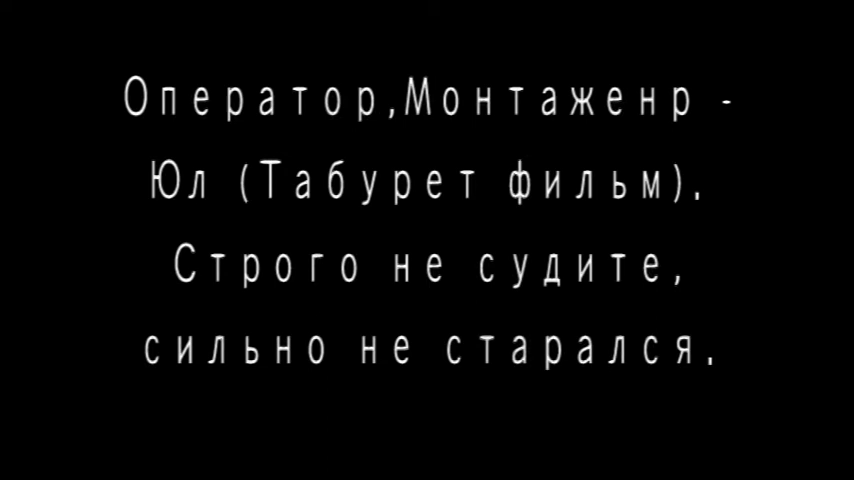 Оператор,Монтаженр -
Юл (Табурет фильм).
Строго не судите,
сильно не старался.